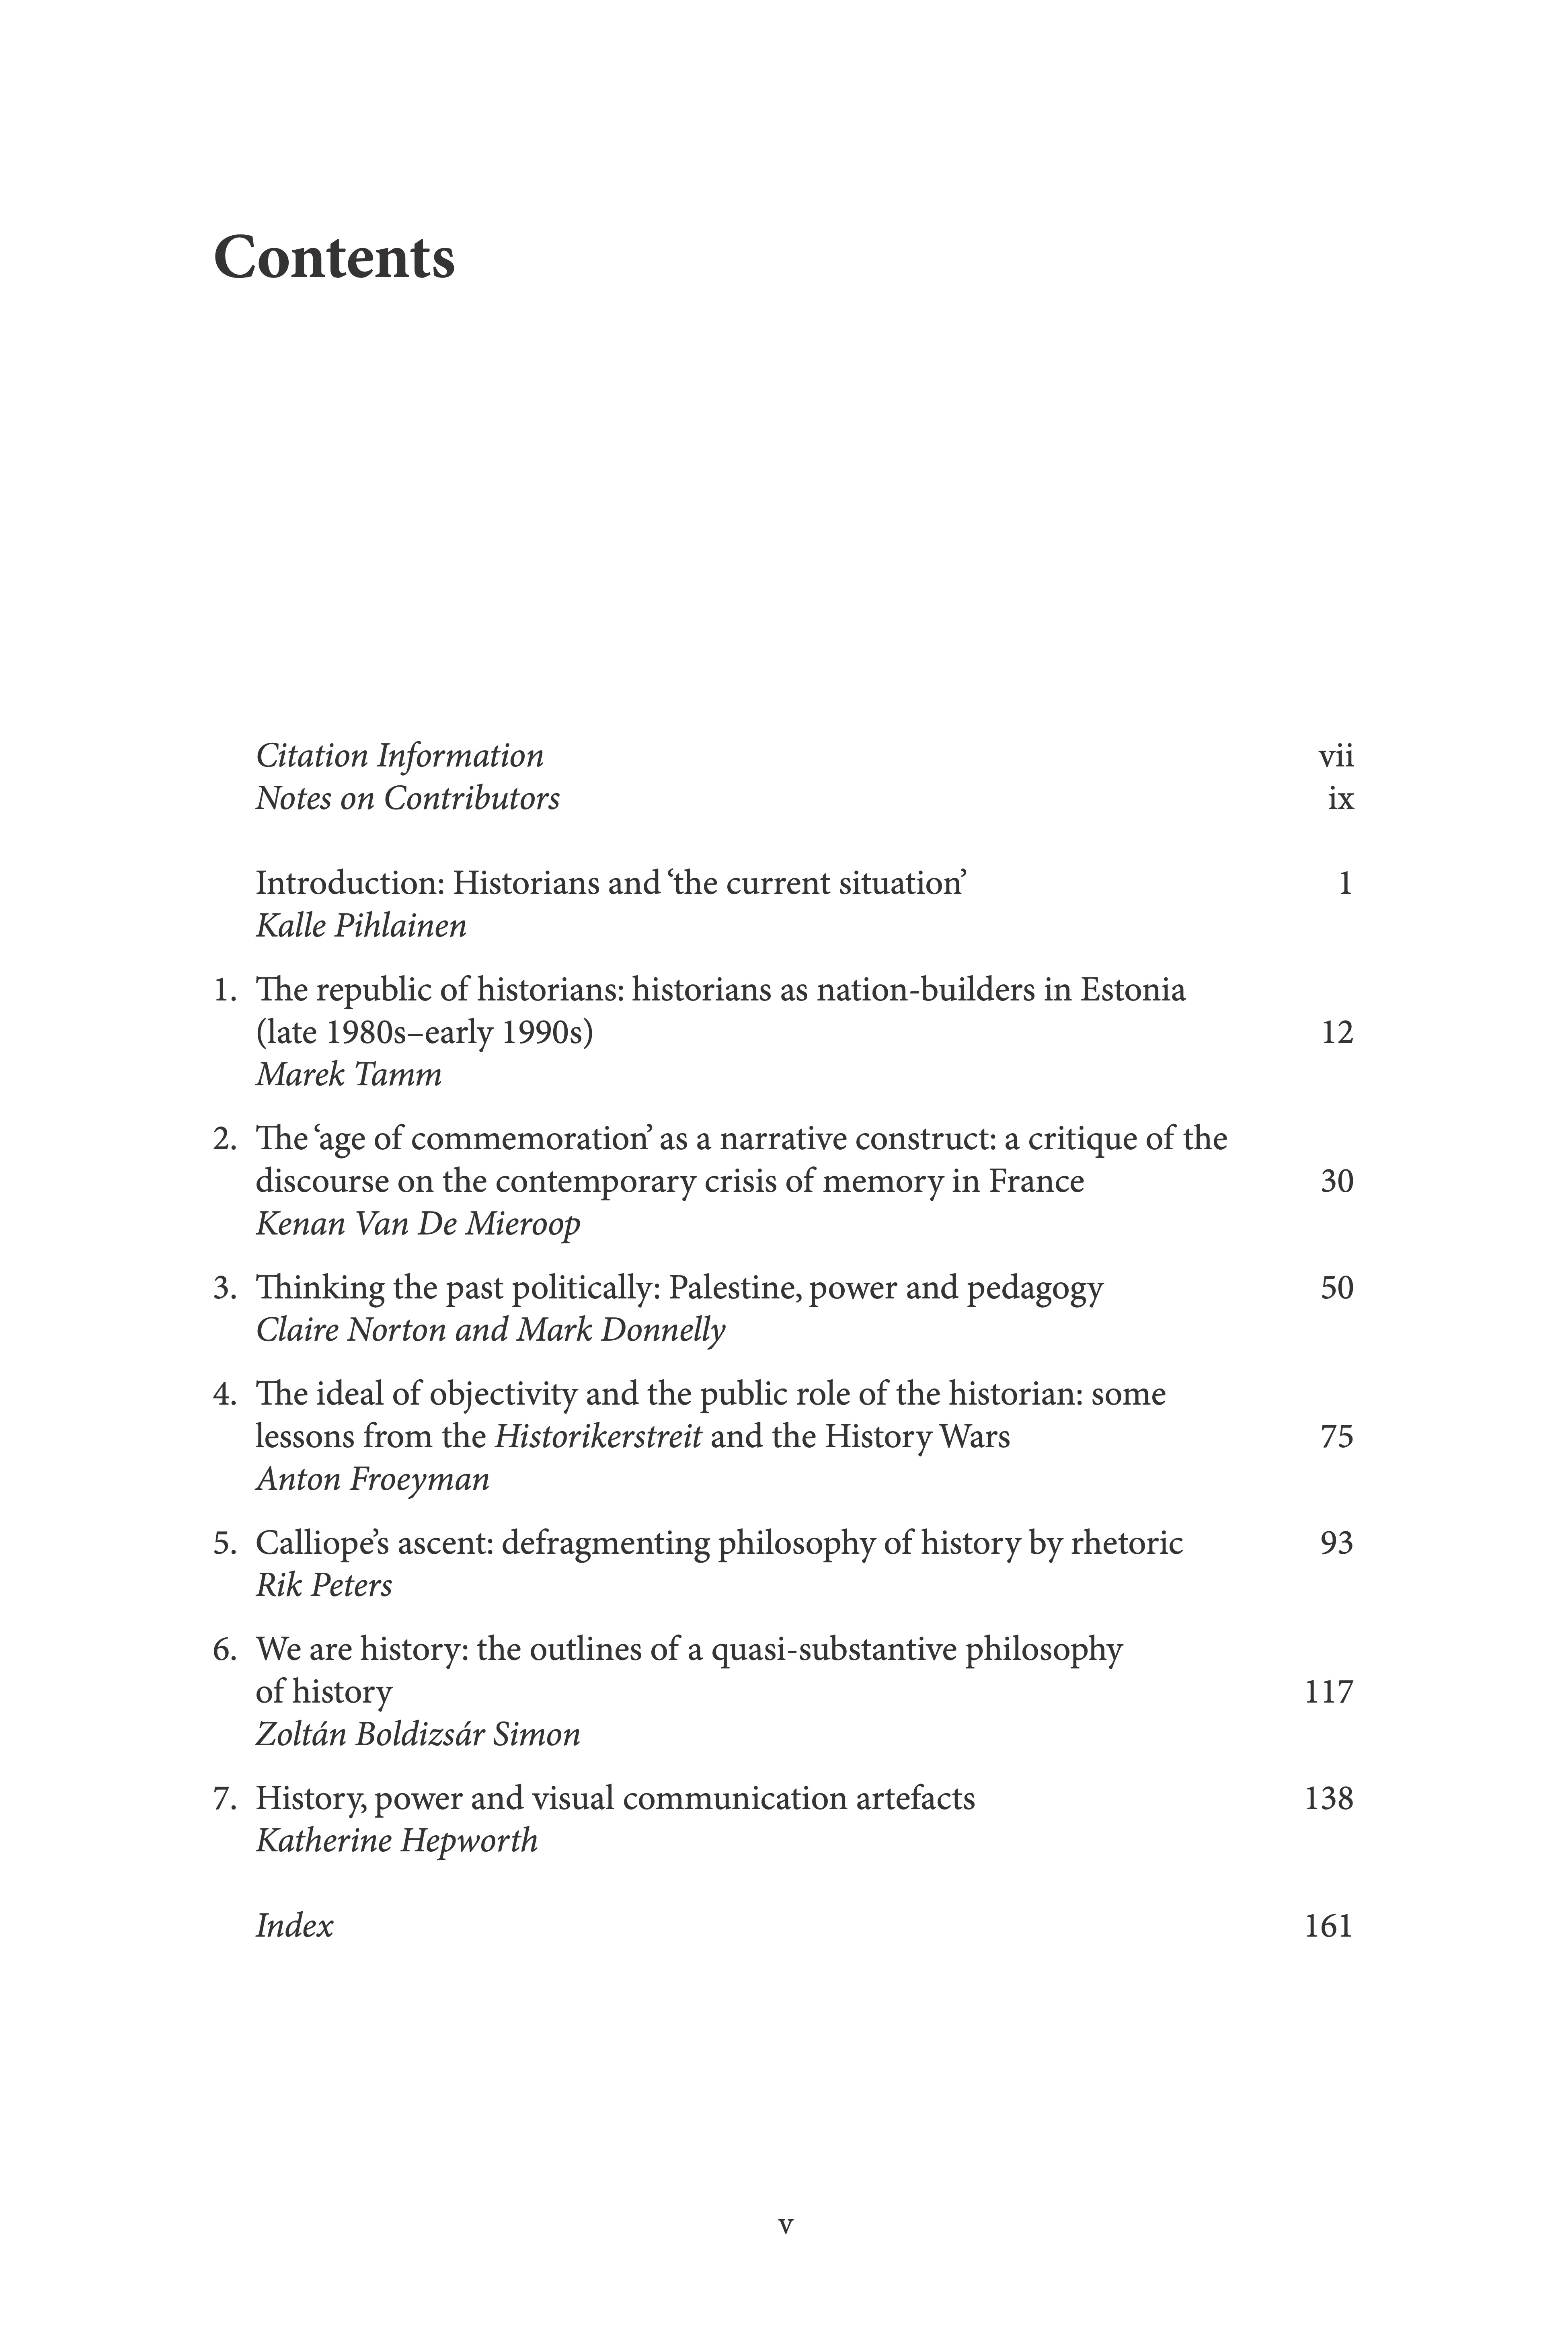 Contents
Citation Information vii
Notes on Contributors ix
Introduction: Historians and ‘the current situation’ 1
Kalle Pihlainen
1. The republic of historians: historians as nation-builders in Estonia
(late 1980s–early 1990s) 12
Marek Tamm
2. The ‘age of commemoration’ as a narrative construct: a critique of the
discourse on the contemporary crisis of memory in France 30
Kenan Van De Mieroop
3. Thinking the past politically: Palestine, power and pedagogy 50
Claire Norton and Mark Donnelly
4. The ideal of objectivity and the public role of the historian: some
lessons from the Historikerstreit and the History Wars 75
Anton Froeyman
5. Calliope’s ascent: defragmenting philosophy of history by rhetoric 93
Rik Peters
6. We are history: the outlines of a quasi-substantive philosophy
of history 117
Zoltán Boldizsár Simon
7. History, power and visual communication artefacts 138
Katherine Hepworth
Index 161
v